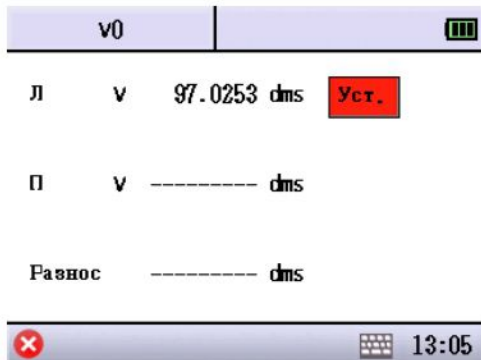 v0
Л v 97.0253 dms Уст.
П v --------- dms
Разнос --------- dms
13:05